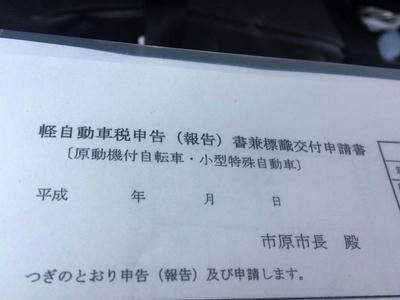 軽自動車税申告（報告）書兼標識交付申請書
〔原動機付自転車・小型特殊自動車〕
平成　　年　　月　　日
市原市長　殿
つぎのとおり申告（報告）及び申請します。